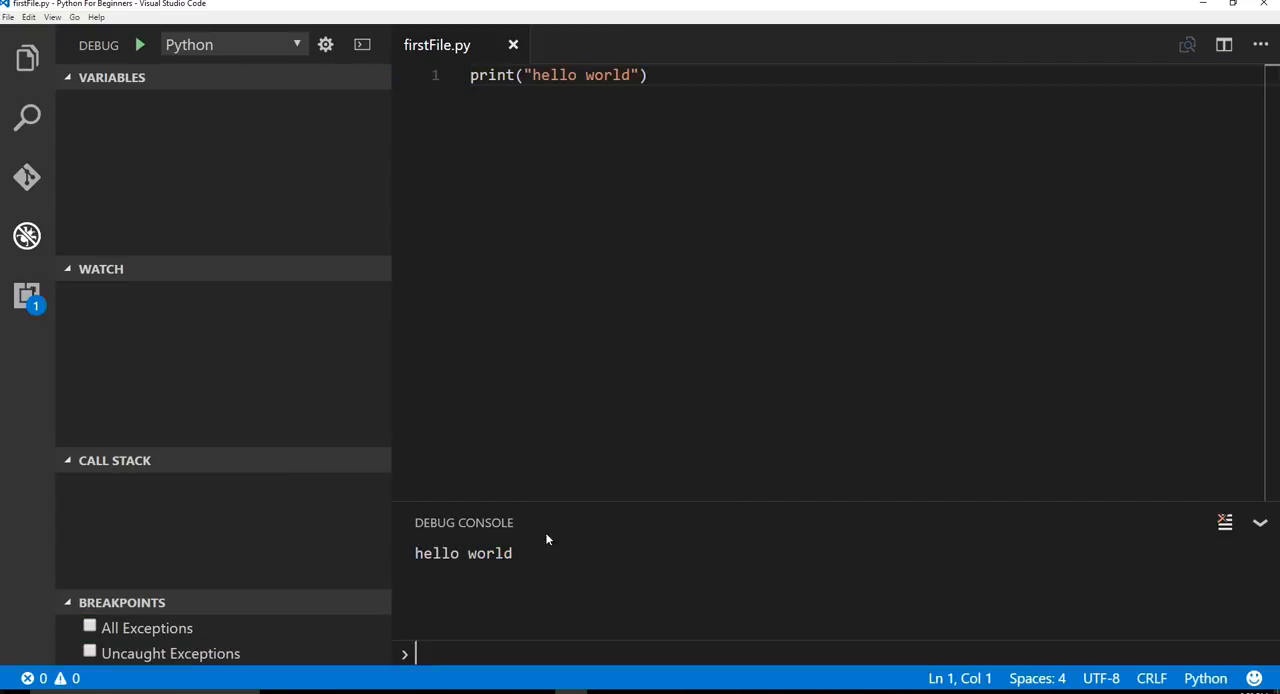 firstFile.py - Python For Beginners - Visual Studio Code
File Edit View Go Help
DEBUG Python
firstFile.py
VARIABLES
1 print("hello world")
WATCH
CALL STACK
DEBUG CONSOLE
hello world
BREAKPOINTS
All Exceptions
Uncaught Exceptions
1
0 0 Ln 1, Col 1 Spaces: 4 UTF-8 CRLF Python